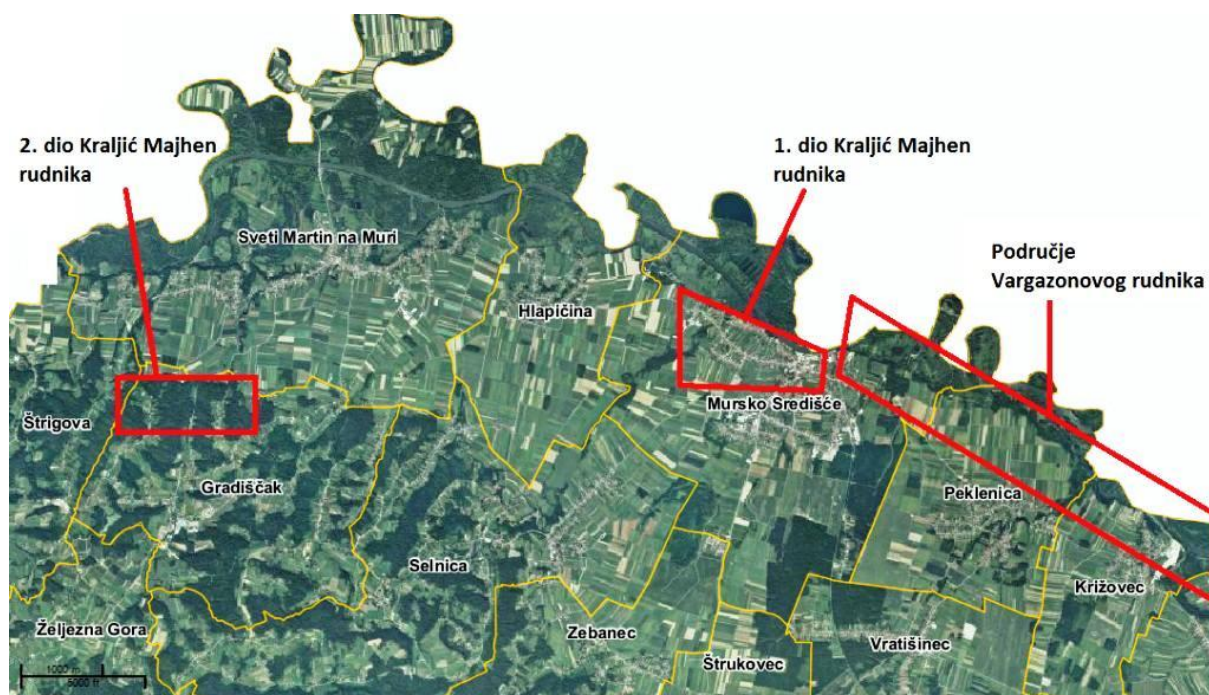 2. dio Kraljić Majhen
rudnika
1. dio Kraljić Majhen
rudnika
Područje
Vargazonovog rudnika
Sveti Martin na Muri
Hlapičina
Mursko Središće
Štrigova
Gradiščak
Peklenica
Selnica
Križovec
Željezna Gora
Zebanec
Vratišinec
Štrukovec
1000 m
5000 ft